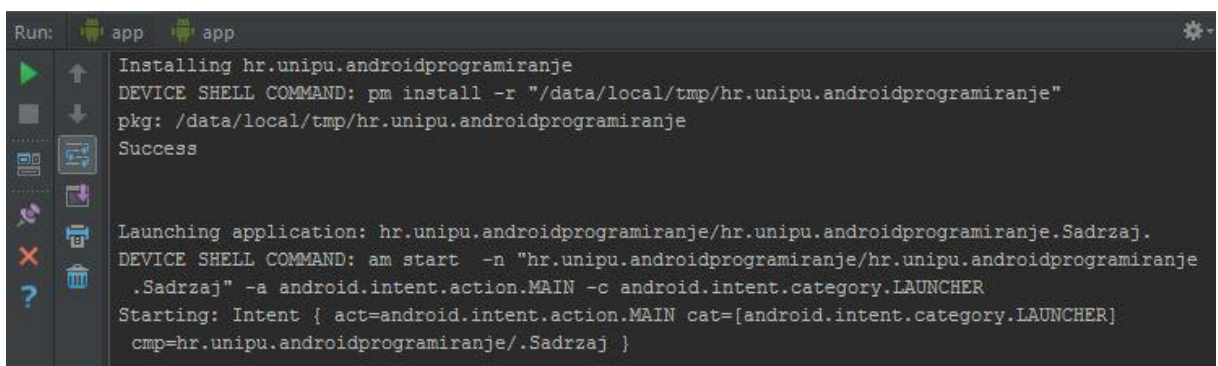 Run: app app
Installing hr.unipu.androidprogramiranje
DEVICE SHELL COMMAND: pm install -r "/data/local/tmp/hr.unipu.androidprogramiranje"
pkg: /data/local/tmp/hr.unipu.androidprogramiranje
Success
Launching application: hr.unipu.androidprogramiranje/hr.unipu.androidprogramiranje.Sadrzaj.
DEVICE SHELL COMMAND: am start  -n "hr.unipu.androidprogramiranje/hr.unipu.androidprogramiranje
.Sadrzaj" -a android.intent.action.MAIN -c android.intent.category.LAUNCHER
Starting: Intent { act=android.intent.action.MAIN cat=[android.intent.category.LAUNCHER]
cmp=hr.unipu.androidprogramiranje/.Sadrzaj }